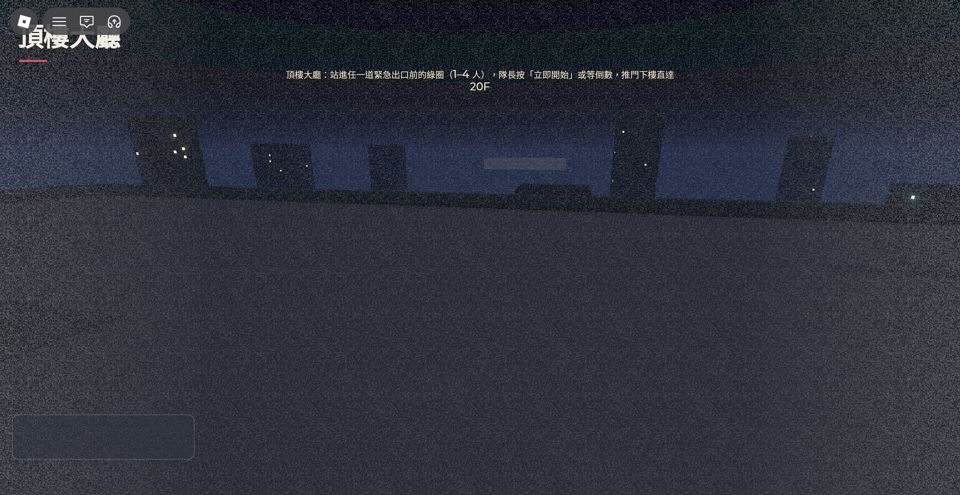 頂樓大廳
頂樓大廳：站進任一道緊急出口前的綠圈（1–4 人），隊長按「立即開始」或等倒數，推門下樓直達
20F